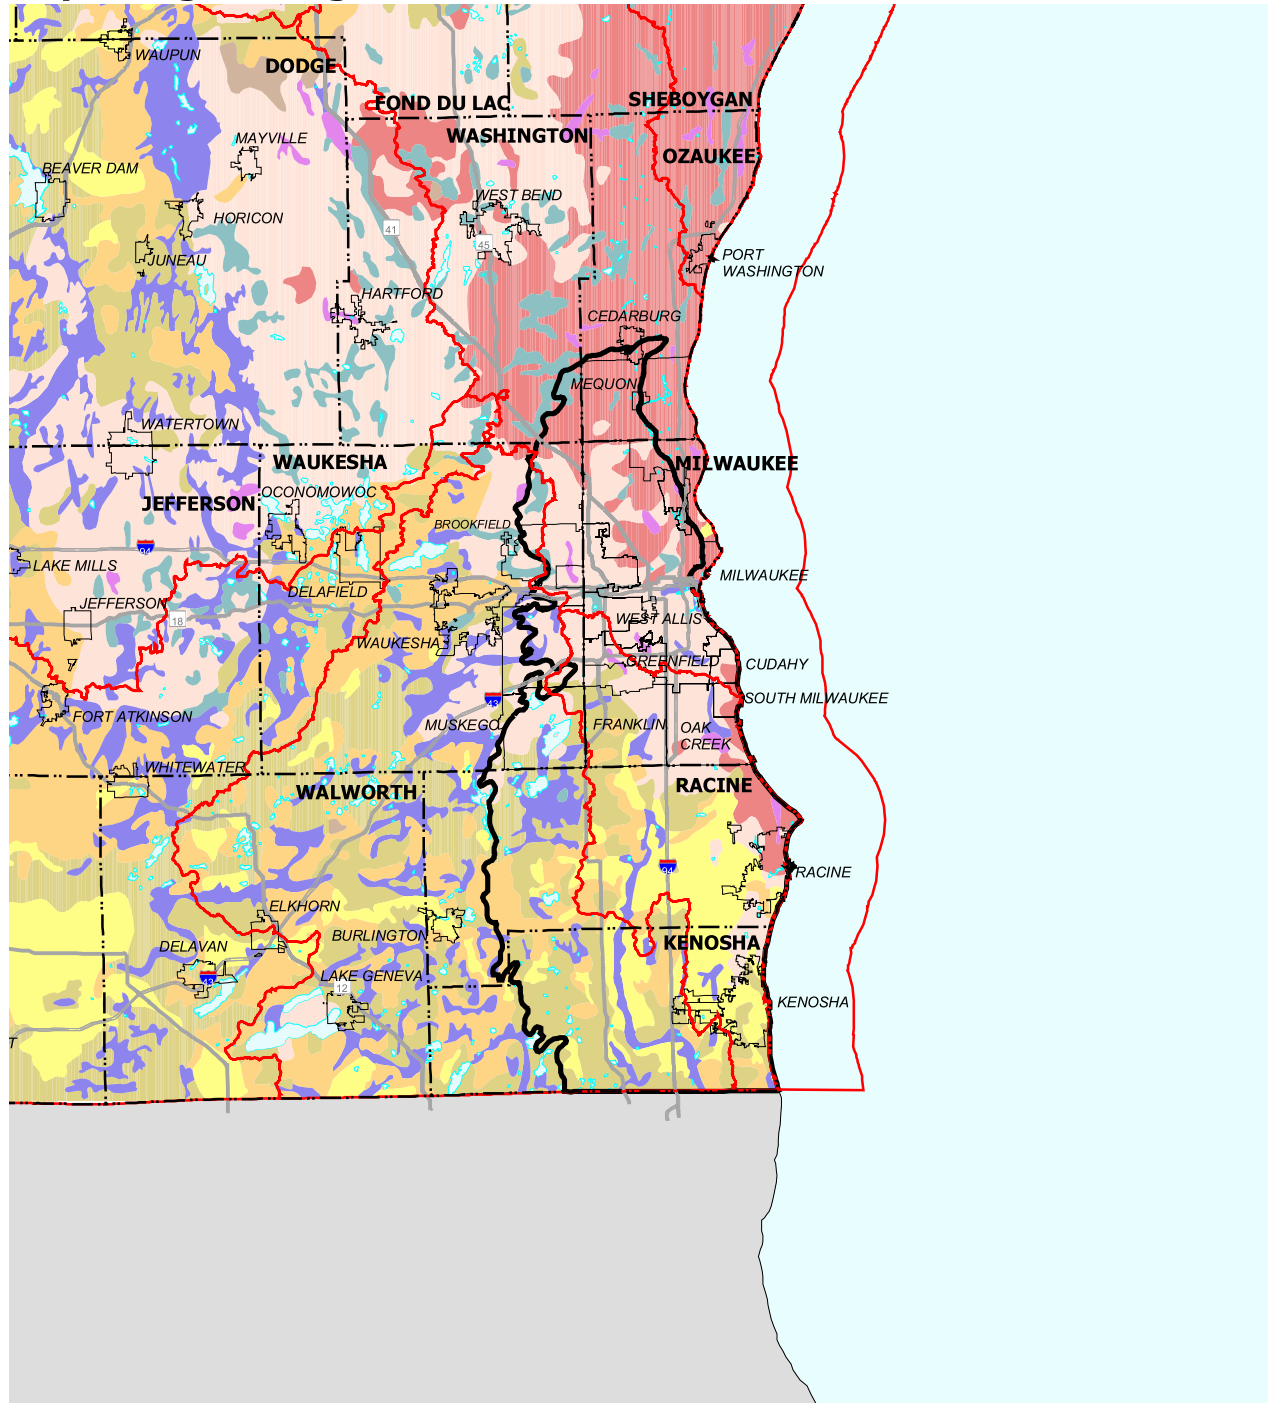 WAUPUN
DODGE
FOND DU LAC
SHEBOYGAN
WASHINGTON
MAYVILLE
OZAUKEE
BEAVER DAM
WEST BEND
HORICON
41
45
JUNEAU
PORT
WASHINGTON
HARTFORD
CEDARBURG
MEQUON
WATERTOWN
WAUKESHA
MILWAUKEE
OCONOMOWOC
JEFFERSON
BROOKFIELD
94
LAKE MILLS
MILWAUKEE
DELAFIELD
JEFFERSON
18
WEST ALLIS
WAUKESHA
GREENFIELD
CUDAHY
43
SOUTH MILWAUKEE
FORT ATKINSON
MUSKEGO
FRANKLIN
OAK
CREEK
WHITEWATER
RACINE
WALWORTH
94
RACINE
ELKHORN
BURLINGTON
KENOSHA
DELAVAN
43
LAKE GENEVA
12
KENOSHA
T